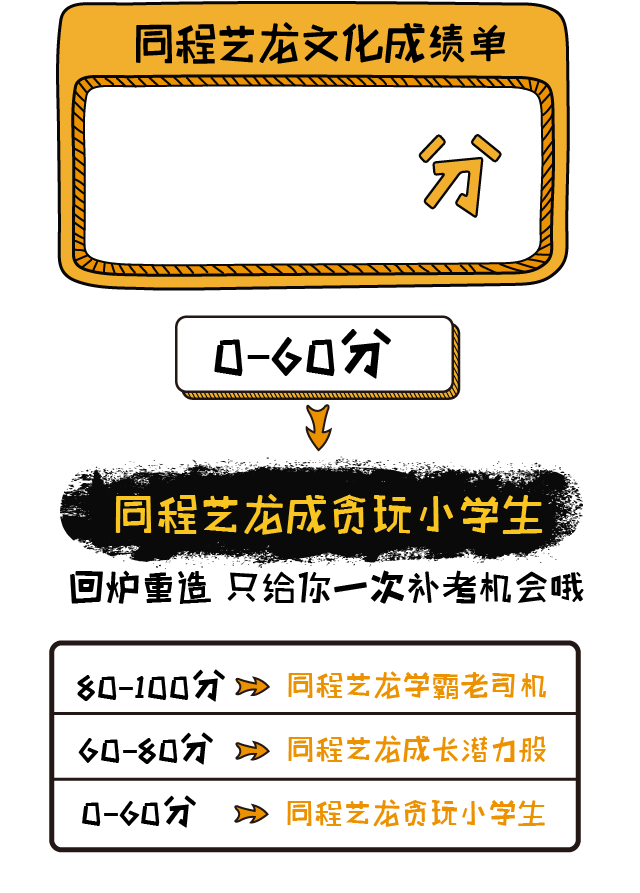 同程艺龙文化成绩单
分
0-60分
同程艺龙成贪玩小学生
回炉重造 只给你一次补考机会哦
80-100分 同程艺龙学霸老司机
60-80分 同程艺龙成长潜力股
0-60分 同程艺龙贪玩小学生